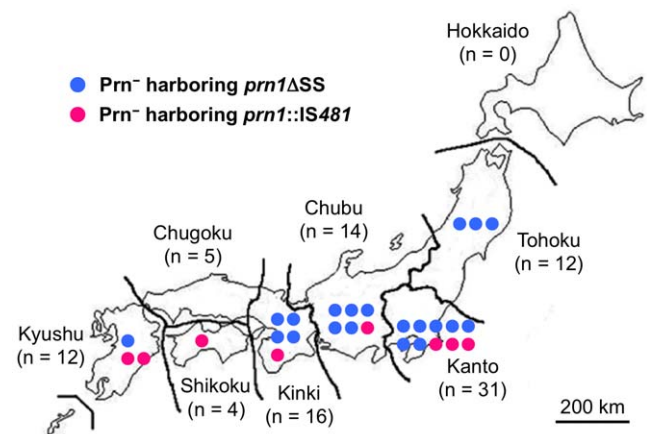 Hokkaido
(n = 0)
Prn⁻ harboring prn1ΔSS
Prn⁻ harboring prn1::IS481
Chubu
(n = 14)
Chugoku
(n = 5)
Tohoku
(n = 12)
Kyushu
(n = 12)
Shikoku
(n = 4)
Kinki
(n = 16)
Kanto
(n = 31)
200 km